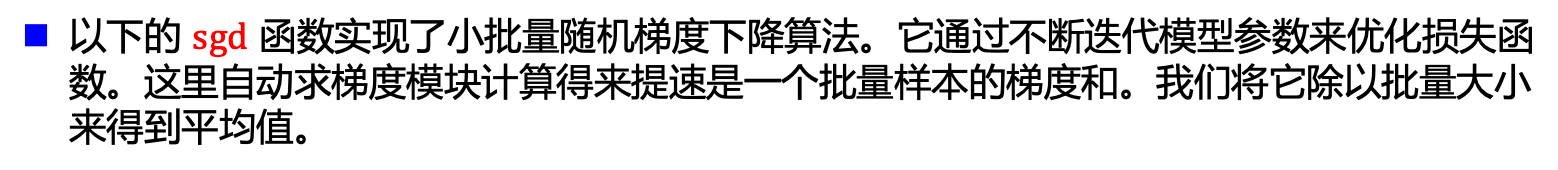 以下的 sgd 函数实现了小批量随机梯度下降算法。它通过不断迭代模型参数来优化损失函
数。这里自动求梯度模块计算得来提速是一个批量样本的梯度和。我们将它除以批量大小
来得到平均值。